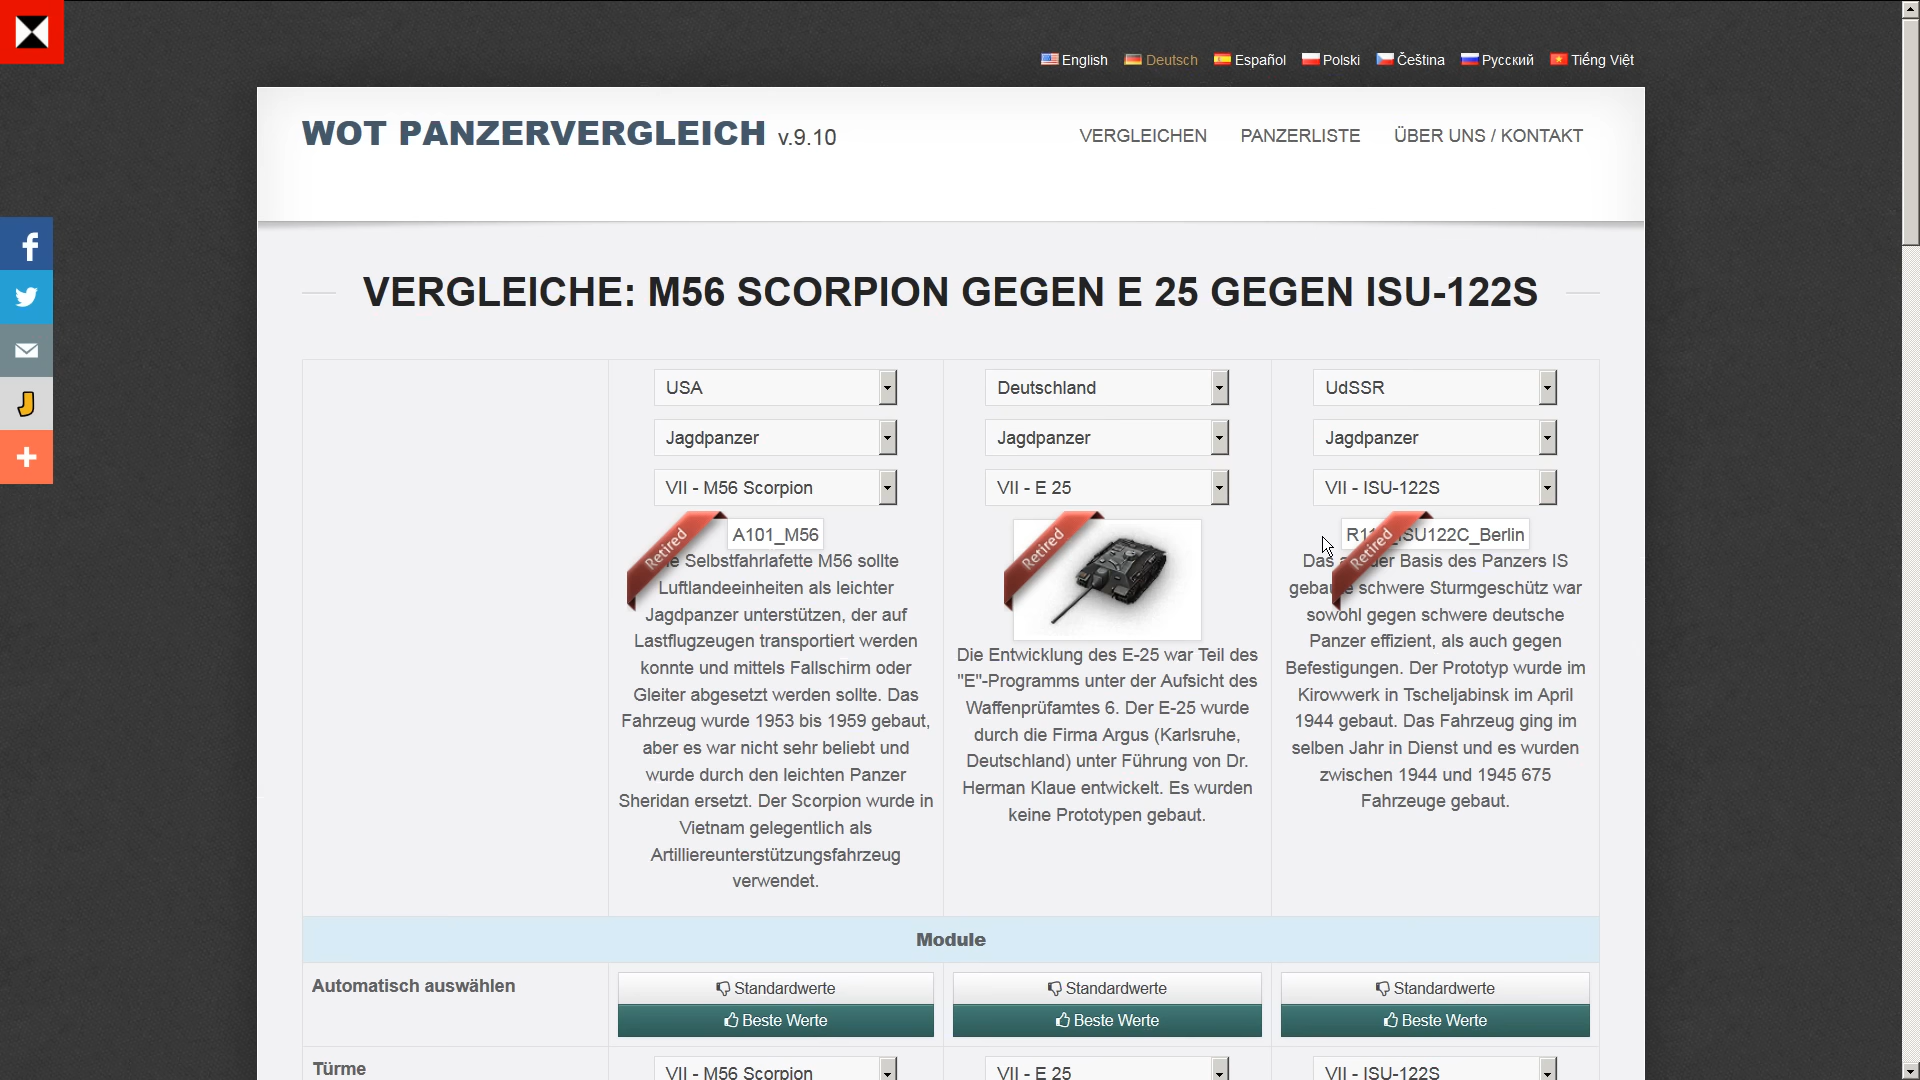 English Deutsch Español Polski Čeština Русский Tiếng Việt
WOT PANZERVERGLEICH v.9.10
VERGLEICHEN PANZERLISTE ÜBER UNS / KONTAKT
VERGLEICHE: M56 SCORPION GEGEN E 25 GEGEN ISU-122S
USA Deutschland UdSSR
Jagdpanzer Jagdpanzer Jagdpanzer
VII - M56 Scorpion VII - E 25 VII - ISU-122S
Retired
A101_M56
Selbstfahrlafette M56 sollte
Luftlandeeinheiten als leichter
Jagdpanzer unterstützen, der auf
Lastflugzeugen transportiert werden
konnte und mittels Fallschirm oder
Gleiter abgesetzt werden sollte. Das
Fahrzeug wurde 1953 bis 1959 gebaut,
aber es war nicht sehr beliebt und
wurde durch den leichten Panzer
Sheridan ersetzt. Der Scorpion wurde in
Vietnam gelegentlich als
Artilliereunterstützungsfahrzeug
verwendet.
Retired
Die Entwicklung des E-25 war Teil des
"E"-Programms unter der Aufsicht des
Waffenprüfamtes 6. Der E-25 wurde
durch die Firma Argus (Karlsruhe,
Deutschland) unter Führung von Dr.
Herman Klaue entwickelt. Es wurden
keine Prototypen gebaut.
Retired
ISU122C_Berlin
Das der Basis des Panzers IS
schwere Sturmgeschütz war
sowohl gegen schwere deutsche
Panzer effizient, als auch gegen
Befestigungen. Der Prototyp wurde im
Kirowwerk in Tscheljabinsk im April
1944 gebaut. Das Fahrzeug ging im
selben Jahr in Dienst und es wurden
zwischen 1944 und 1945 675
Fahrzeuge gebaut.
Module
Automatisch auswählen
Standardwerte Standardwerte Standardwerte
Beste Werte Beste Werte Beste Werte
Türme
VII - M56 Scorpion VII - E 25 VII - ISU-122S